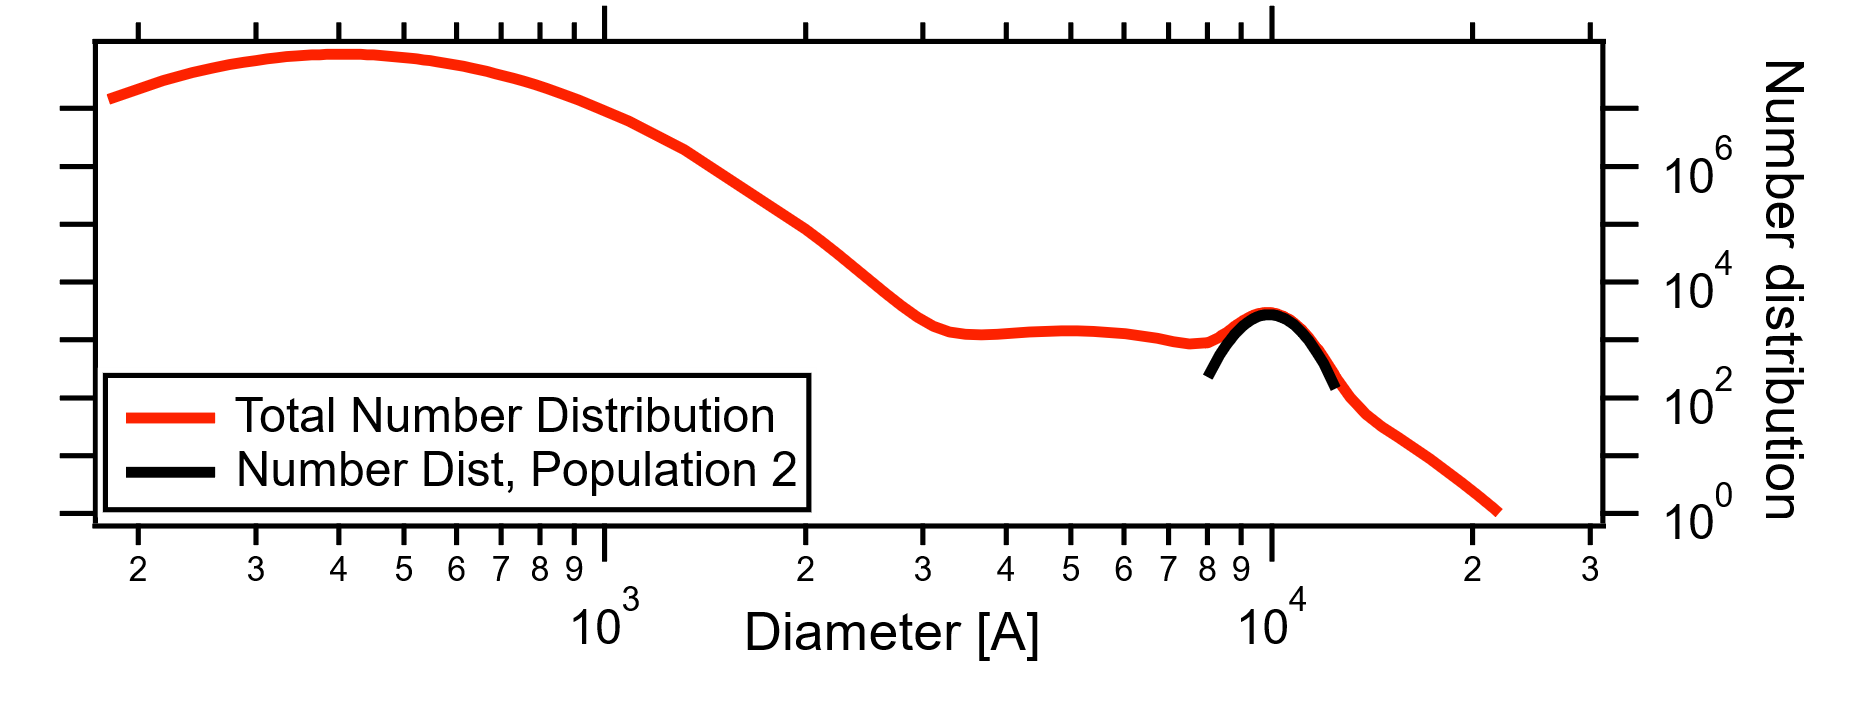 10^6
10^4
10^2
10^0
Number distribution
Total Number Distribution
Number Dist, Population 2
2 3 4 5 6 7 8 9 2 3 4 5 6 7 8 9 2 3
10^3 10^4
Diameter [A]